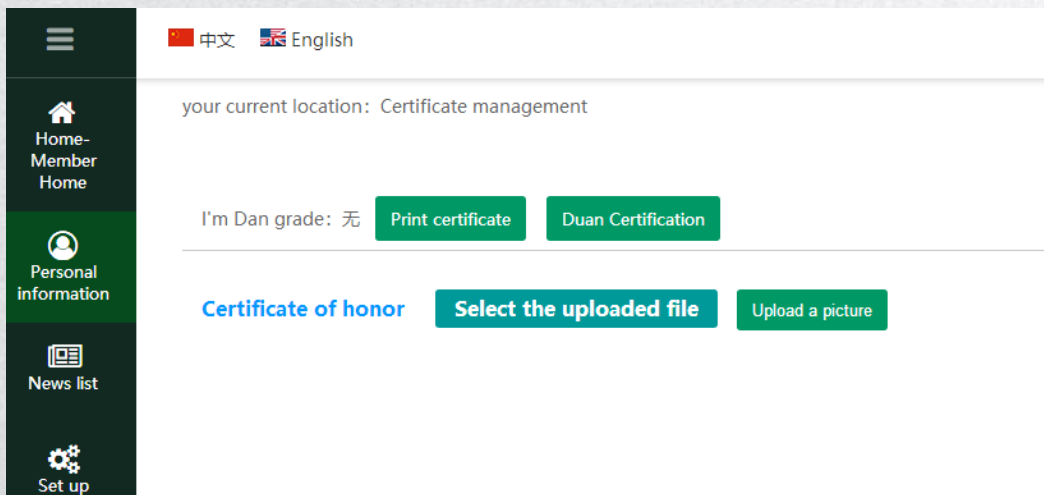 中文 English
Home-
Member
Home
Personal
information
News list
Set up
your current location：Certificate management
I'm Dan grade：无 Print certificate Duan Certification
Certificate of honor Select the uploaded file Upload a picture